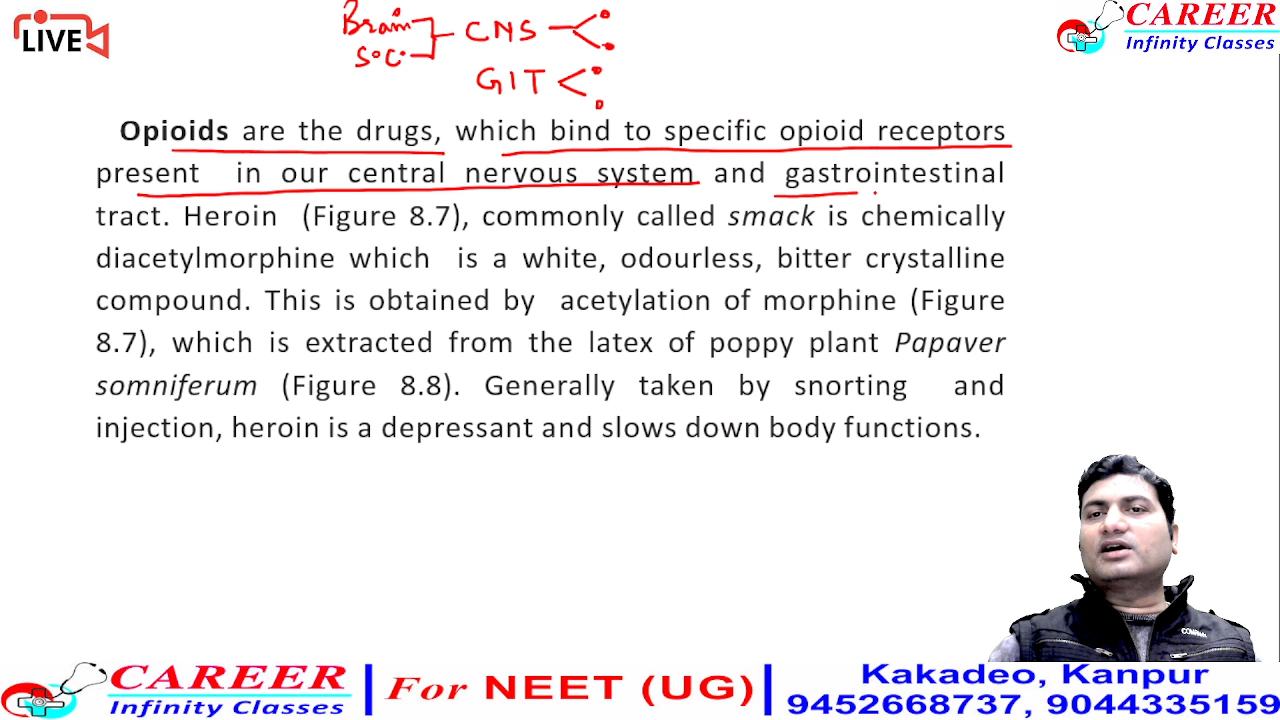 LIVE
Brain
CNS
S.C.
GIT
CAREER
Infinity Classes
Opioids are the drugs, which bind to specific opioid receptors
present in our central nervous system and gastrointestinal
tract. Heroin (Figure 8.7), commonly called smack is chemically
diacetylmorphine which is a white, odourless, bitter crystalline
compound. This is obtained by acetylation of morphine (Figure
8.7), which is extracted from the latex of poppy plant Papaver
somniferum (Figure 8.8). Generally taken by snorting and
injection, heroin is a depressant and slows down body functions.
CAREER
Infinity Classes
For NEET (UG)
Kakadeo, Kanpur
9452668737, 9044335159